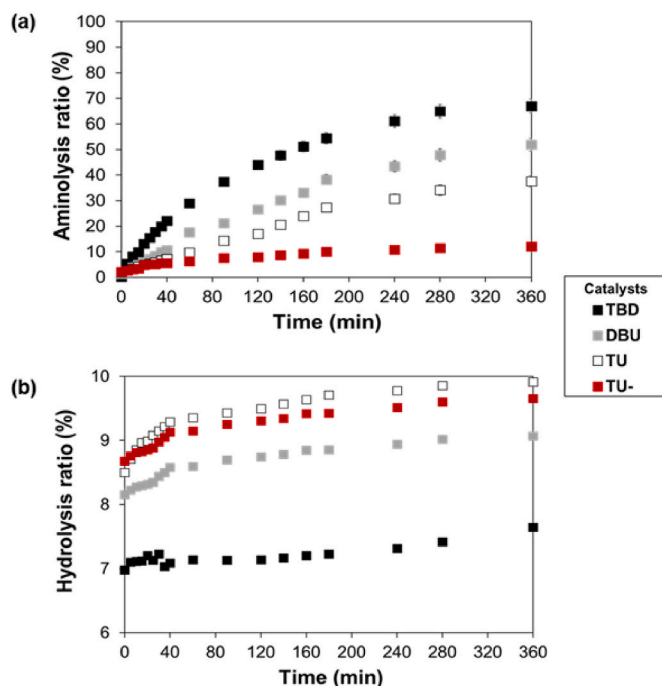 (a)
Aminolysis ratio (%)
100
90
80
70
60
50
40
30
20
10
0
0 40 80 120 160 200 240 280 320 360
Time (min)
Catalysts
TBD
DBU
TU
TU-
(b)
Hydrolysis ratio (%)
10
9
8
7
6
0 40 80 120 160 200 240 280 320 360
Time (min)